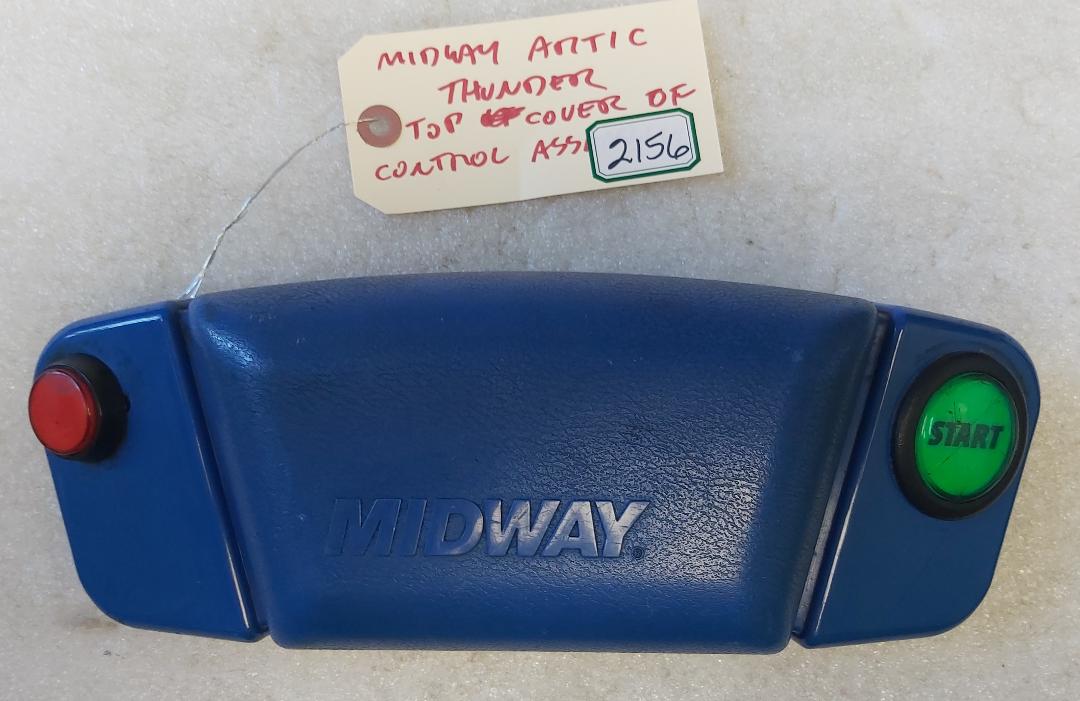 MIDWAY ARTIC
THUNDER
TOP COVER OF
CONTROL ASS
2156
START
MIDWAY®